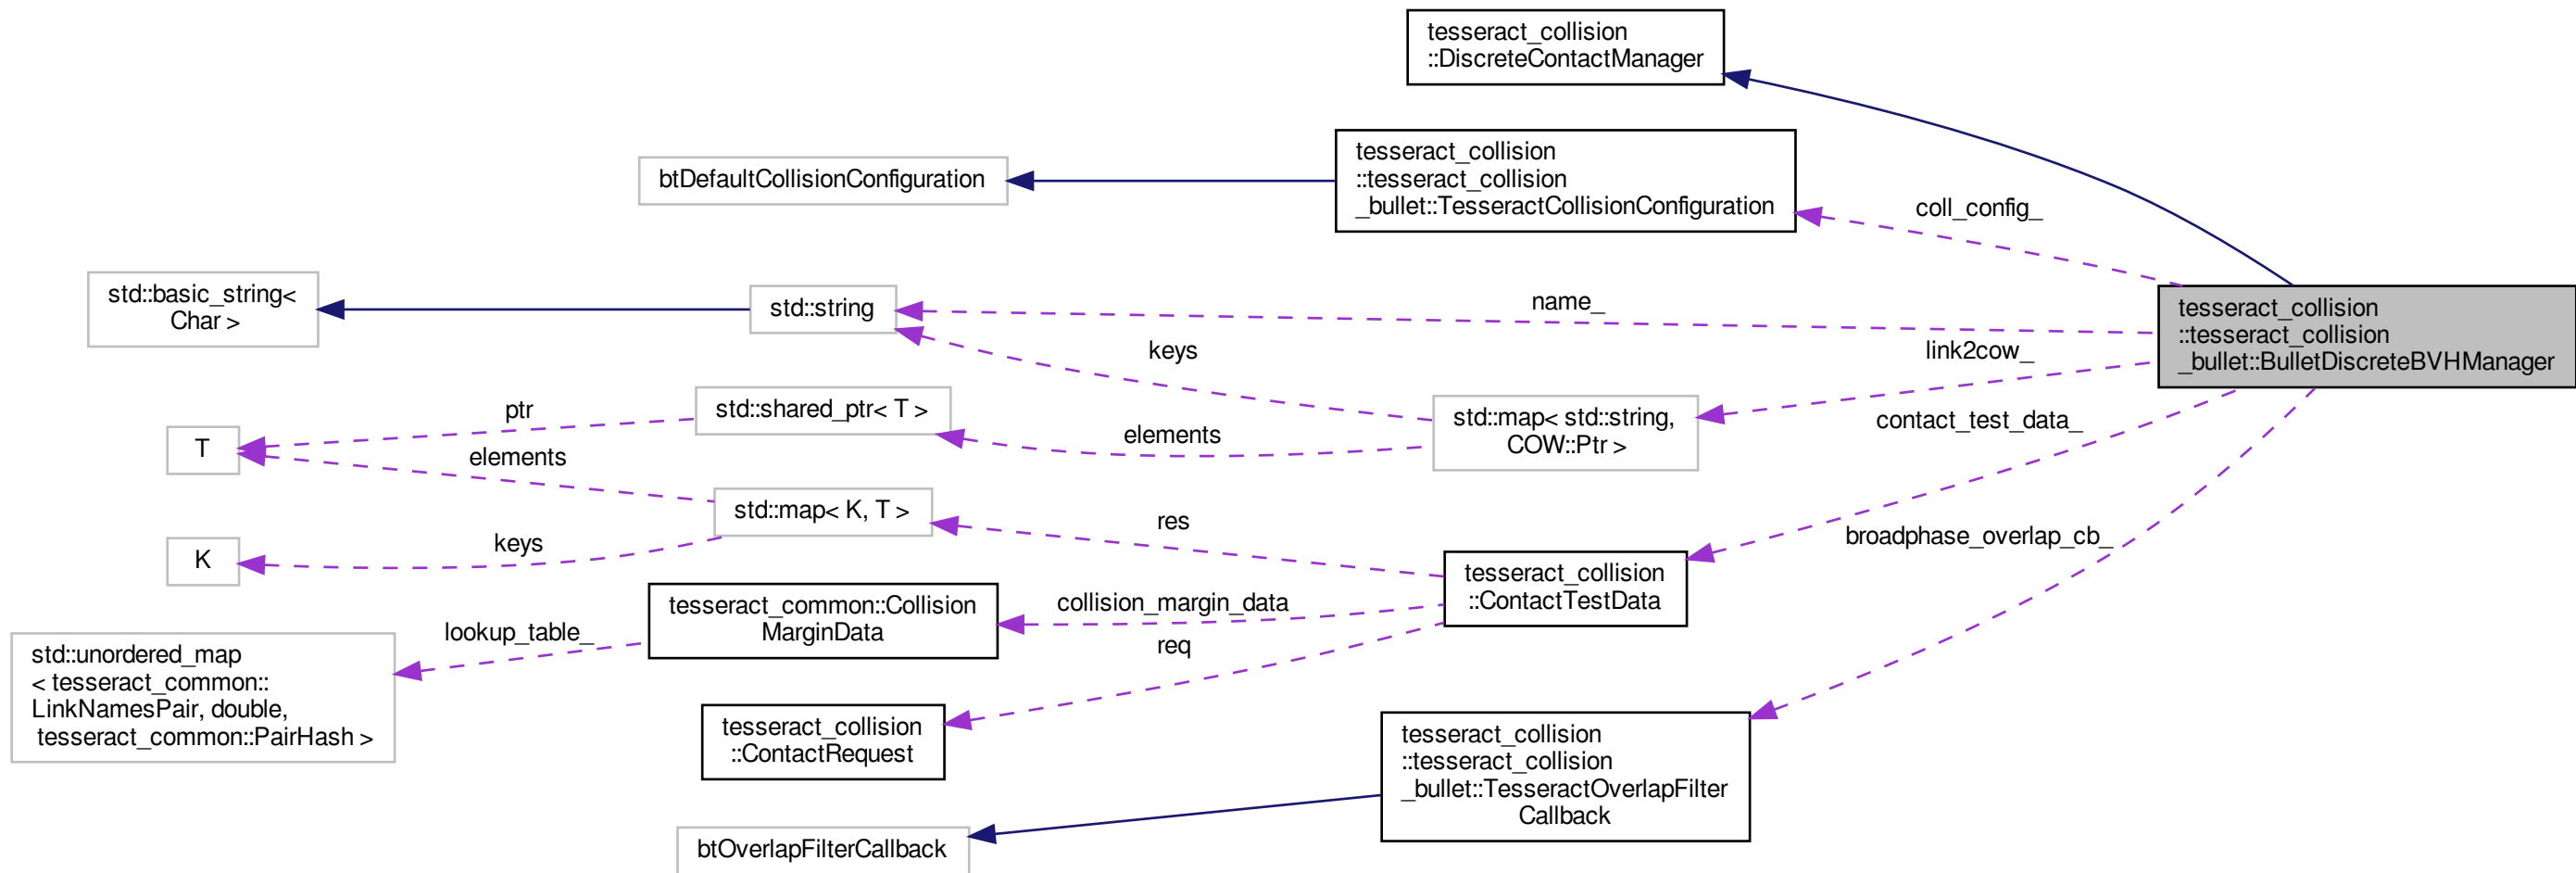 tesseract_collision
::DiscreteContactManager
btDefaultCollisionConfiguration
tesseract_collision
::tesseract_collision
_bullet::TesseractCollisionConfiguration
coll_config_
std::basic_string<
Char >
std::string
name_
tesseract_collision
::tesseract_collision
_bullet::BulletDiscreteBVHManager
keys
link2cow_
T
ptr
std::shared_ptr< T >
elements
std::map< std::string,
COW::Ptr >
contact_test_data_
elements
K
keys
std::map< K, T >
res
broadphase_overlap_cb_
tesseract_collision
::ContactTestData
std::unordered_map
< tesseract_common::
LinkNamesPair, double,
tesseract_common::PairHash >
lookup_table_
tesseract_common::Collision
MarginData
collision_margin_data
req
tesseract_collision
::ContactRequest
tesseract_collision
::tesseract_collision
_bullet::TesseractOverlapFilter
Callback
btOverlapFilterCallback